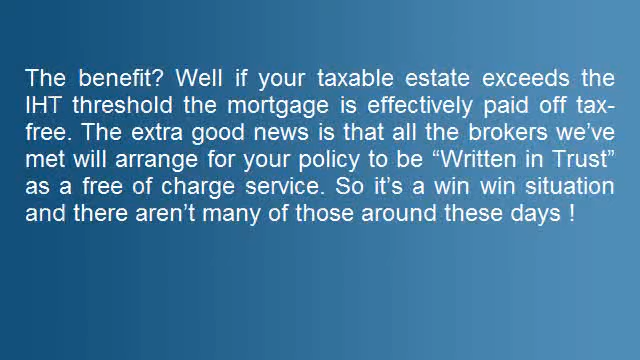 The benefit? Well if your taxable estate exceeds the
IHT threshold the mortgage is effectively paid off tax-
free. The extra good news is that all the brokers we’ve
met will arrange for your policy to be “Written in Trust”
as a free of charge service. So it’s a win win situation
and there aren’t many of those around these days !